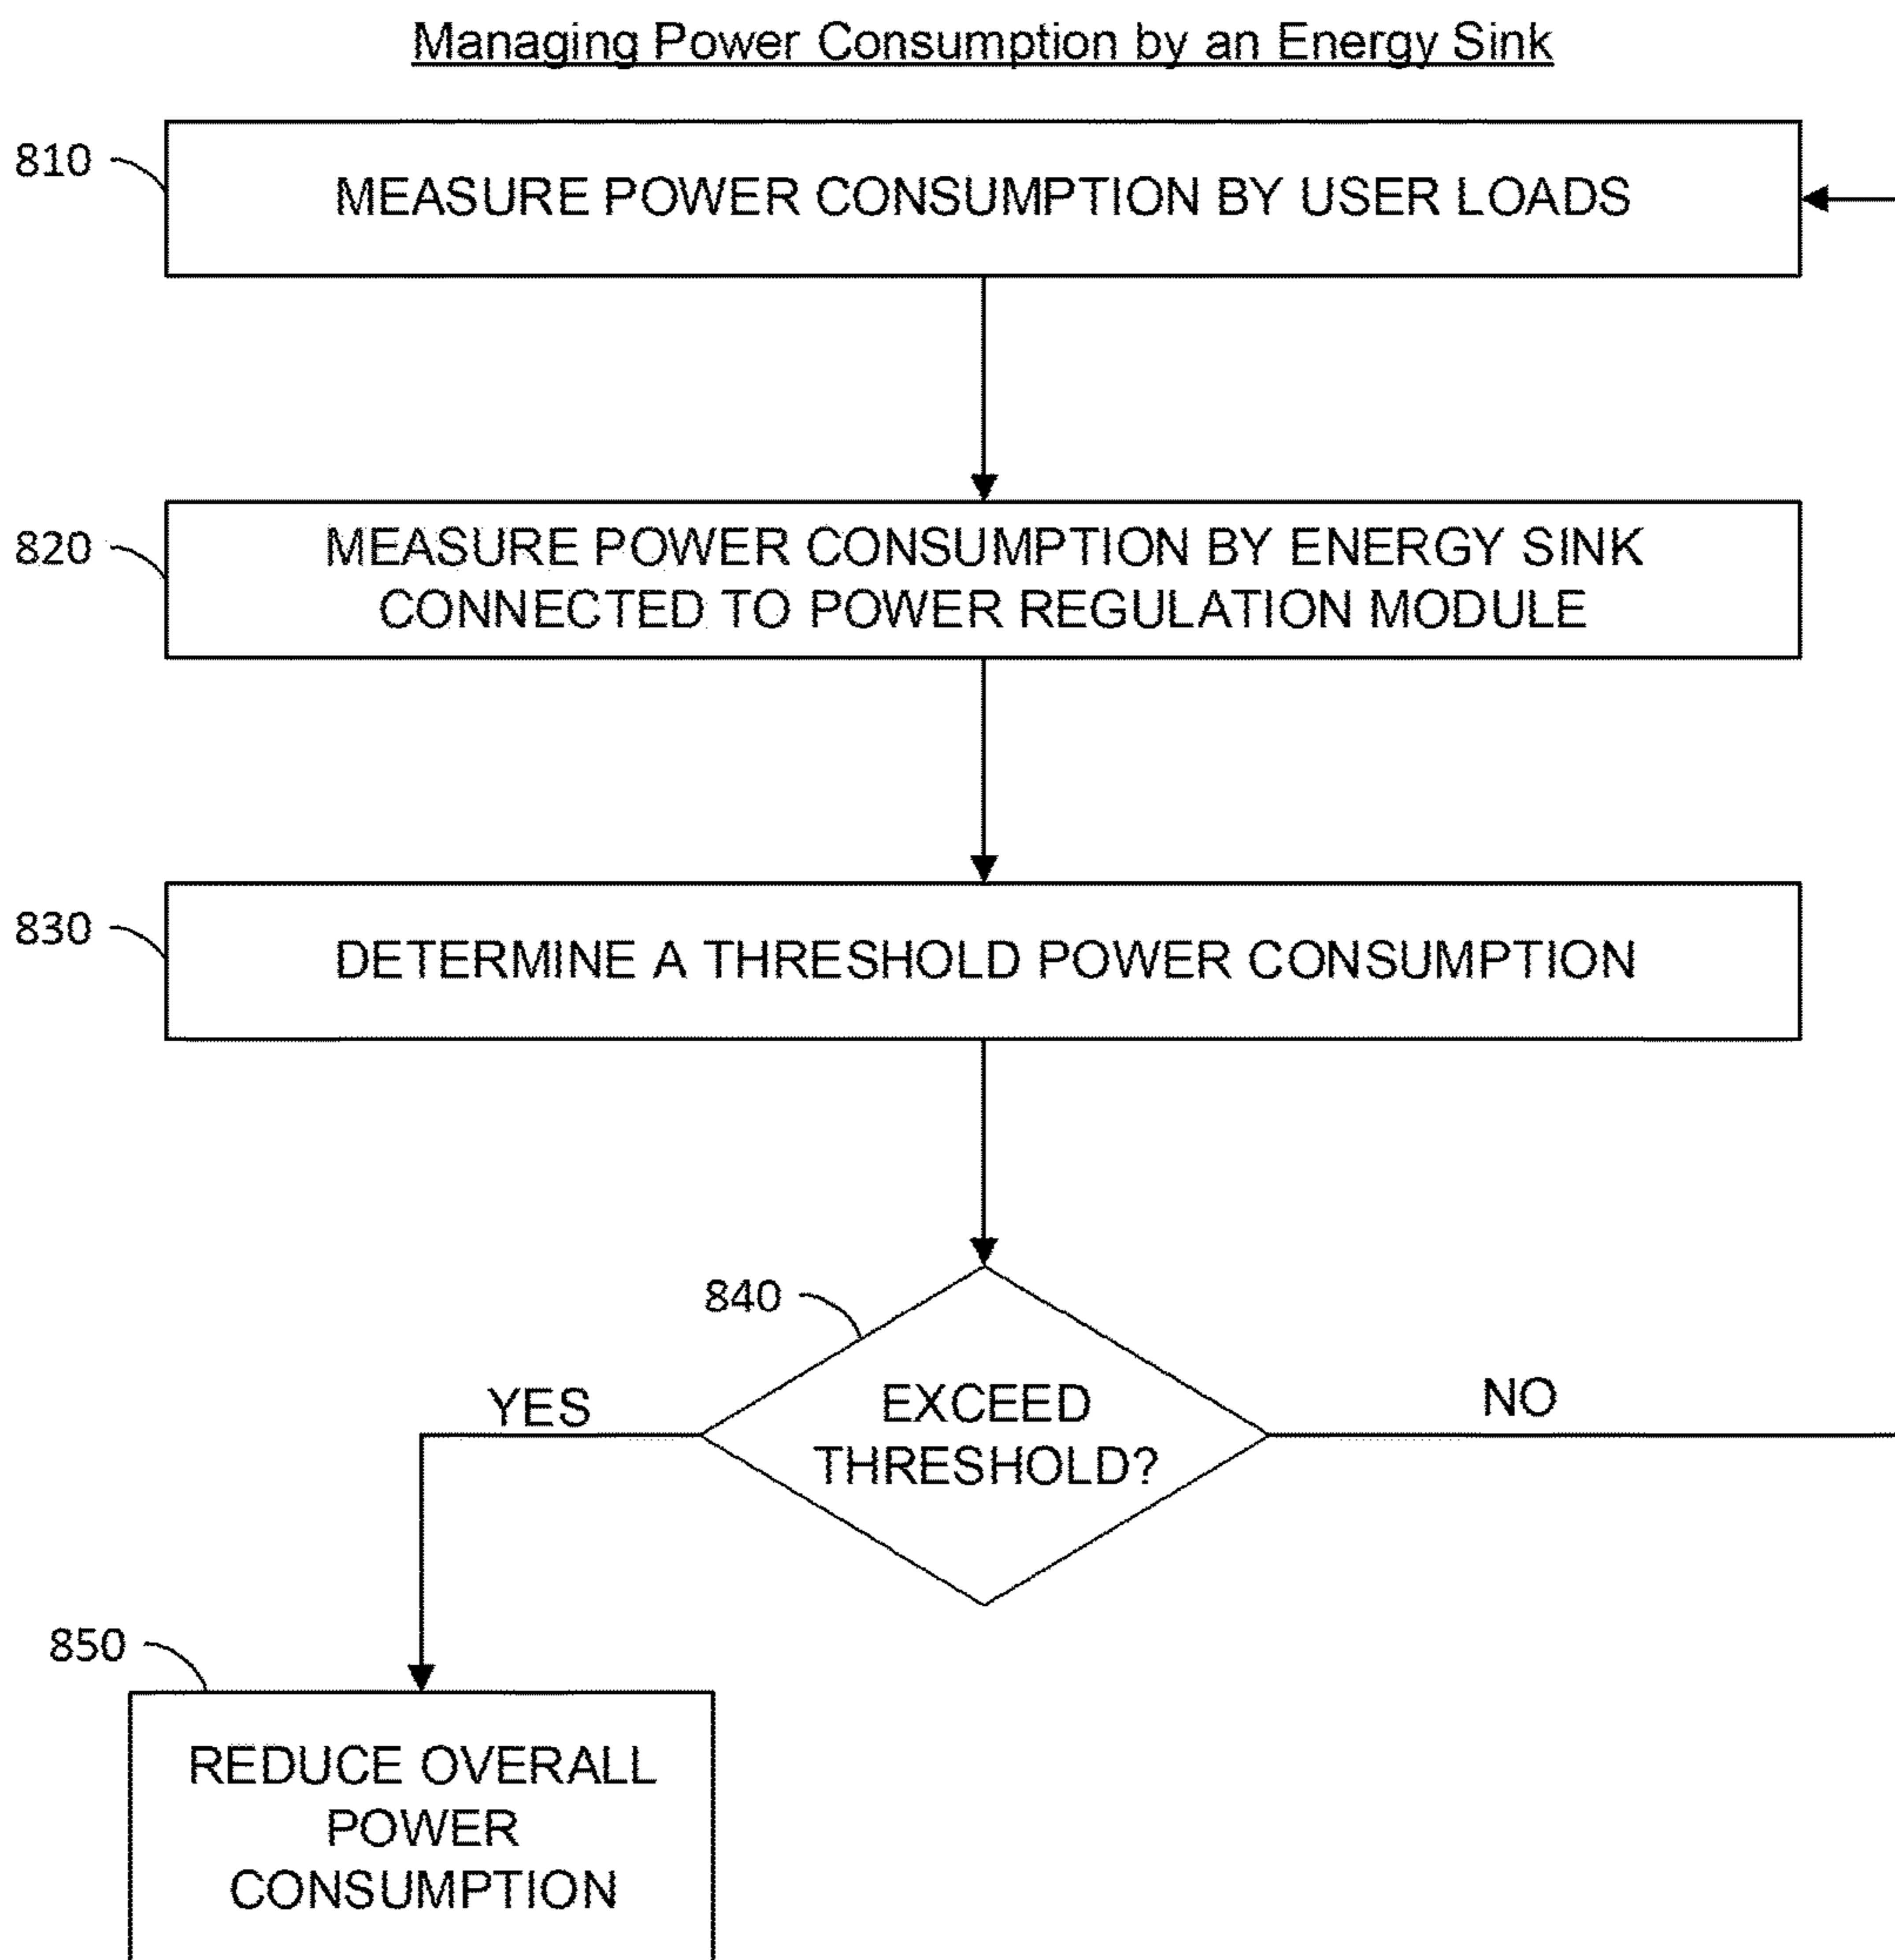 Managing Power Consumption by an Energy Sink
810
MEASURE POWER CONSUMPTION BY USER LOADS
820
MEASURE POWER CONSUMPTION BY ENERGY SINK
CONNECTED TO POWER REGULATION MODULE
830
DETERMINE A THRESHOLD POWER CONSUMPTION
840
EXCEED
THRESHOLD?
YES
NO
850
REDUCE OVERALL
POWER
CONSUMPTION